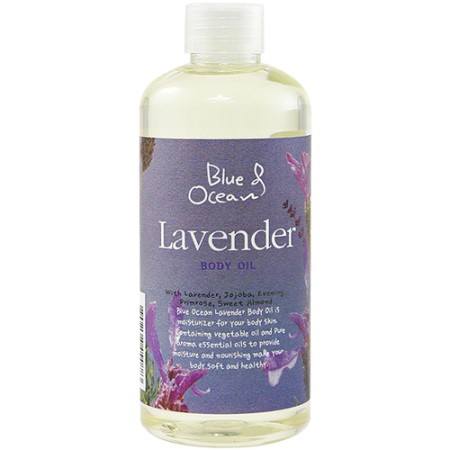 Blue &
Ocean
Lavender
BODY OIL
With Lavender, Jojoba, Evening
Primrose, Sweet Almond
Blue Ocean Lavender Body Oil is
moisturizer for your body skin.
Containing vegetable oil and Pure
aroma essential oils to provide
moisture and nourishing make your
body soft and healthy.